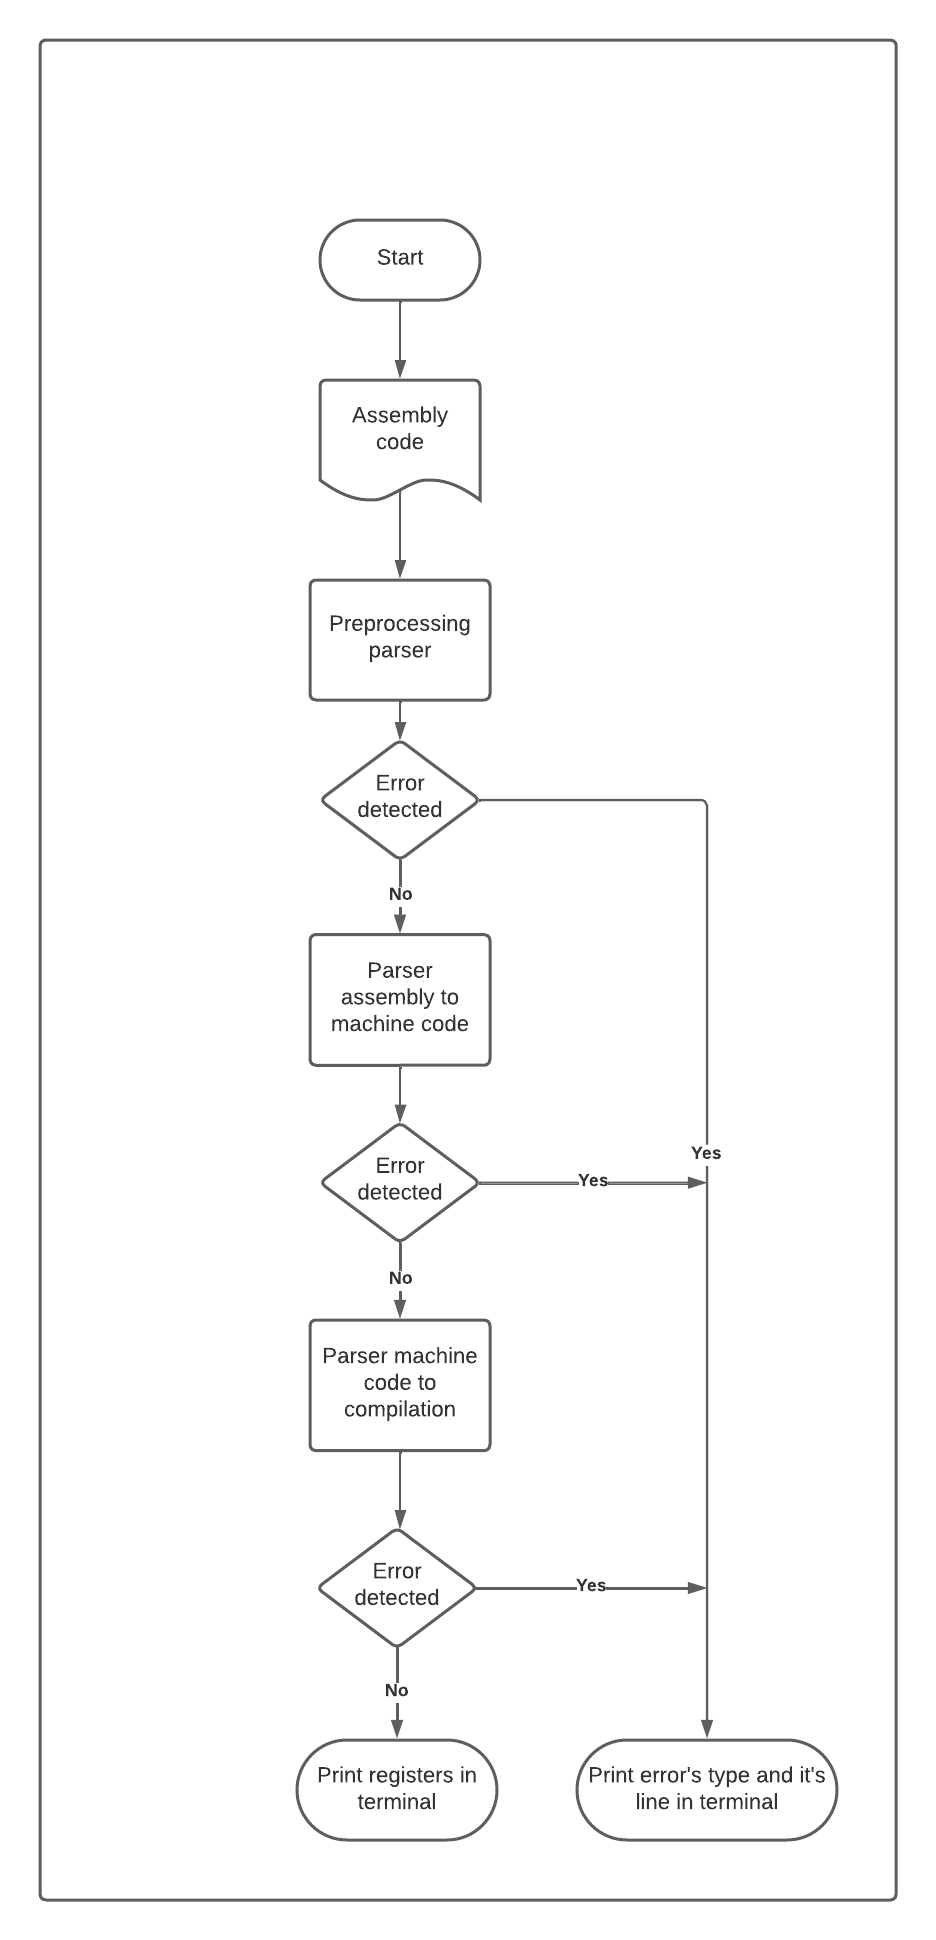 Start
Assembly
code
Preprocessing
parser
Error
detected
No
Parser
assembly to
machine code
Yes
Error
detected
Yes
No
Parser machine
code to
compilation
Error
detected
Yes
No
Print registers in
terminal
Print error's type and it's
line in terminal